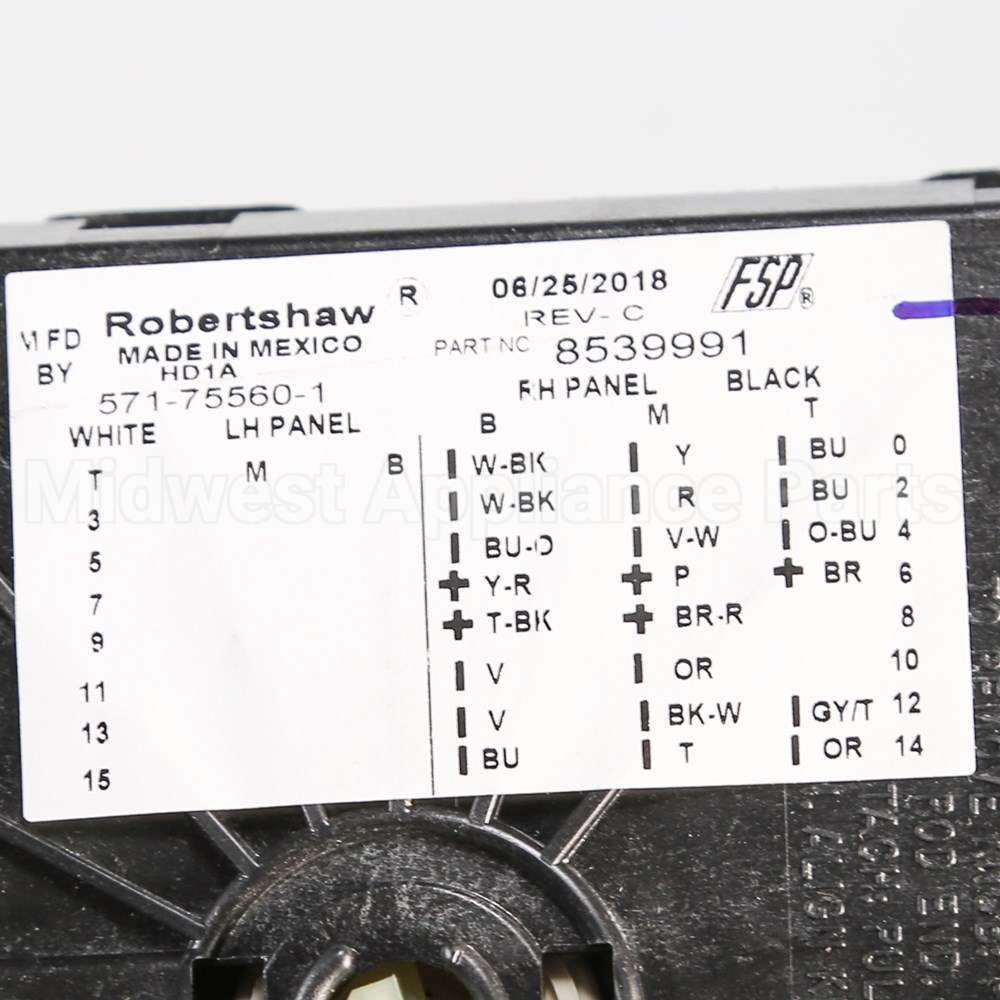 06/25/2018 FSP®
MFD Robertshaw ®
REV- C
BY MADE IN MEXICO
PART NO 8539991
HD1A
571-75560-1
RH PANEL BLACK
WHITE LH PANEL
T M B
B M T
W-BK Y BU 0
3 W-BK R BU 2
5 BU-O V-W O-BU 4
7 Y-R P BR 6
9 T-BK BR-R 8
11 V OR 10
13 V BK-W GY/T 12
15 BU T OR 14
Midwest Appliance Parts